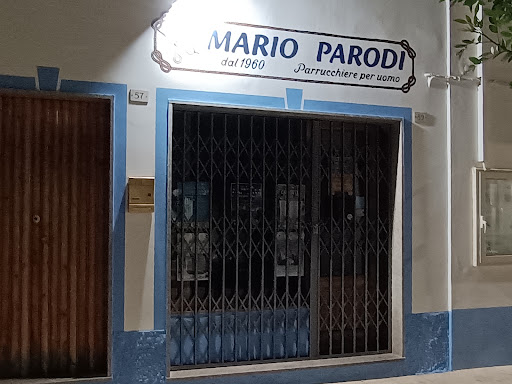 MARIO PARODI
dal 1960 Parrucchiere per uomo
57